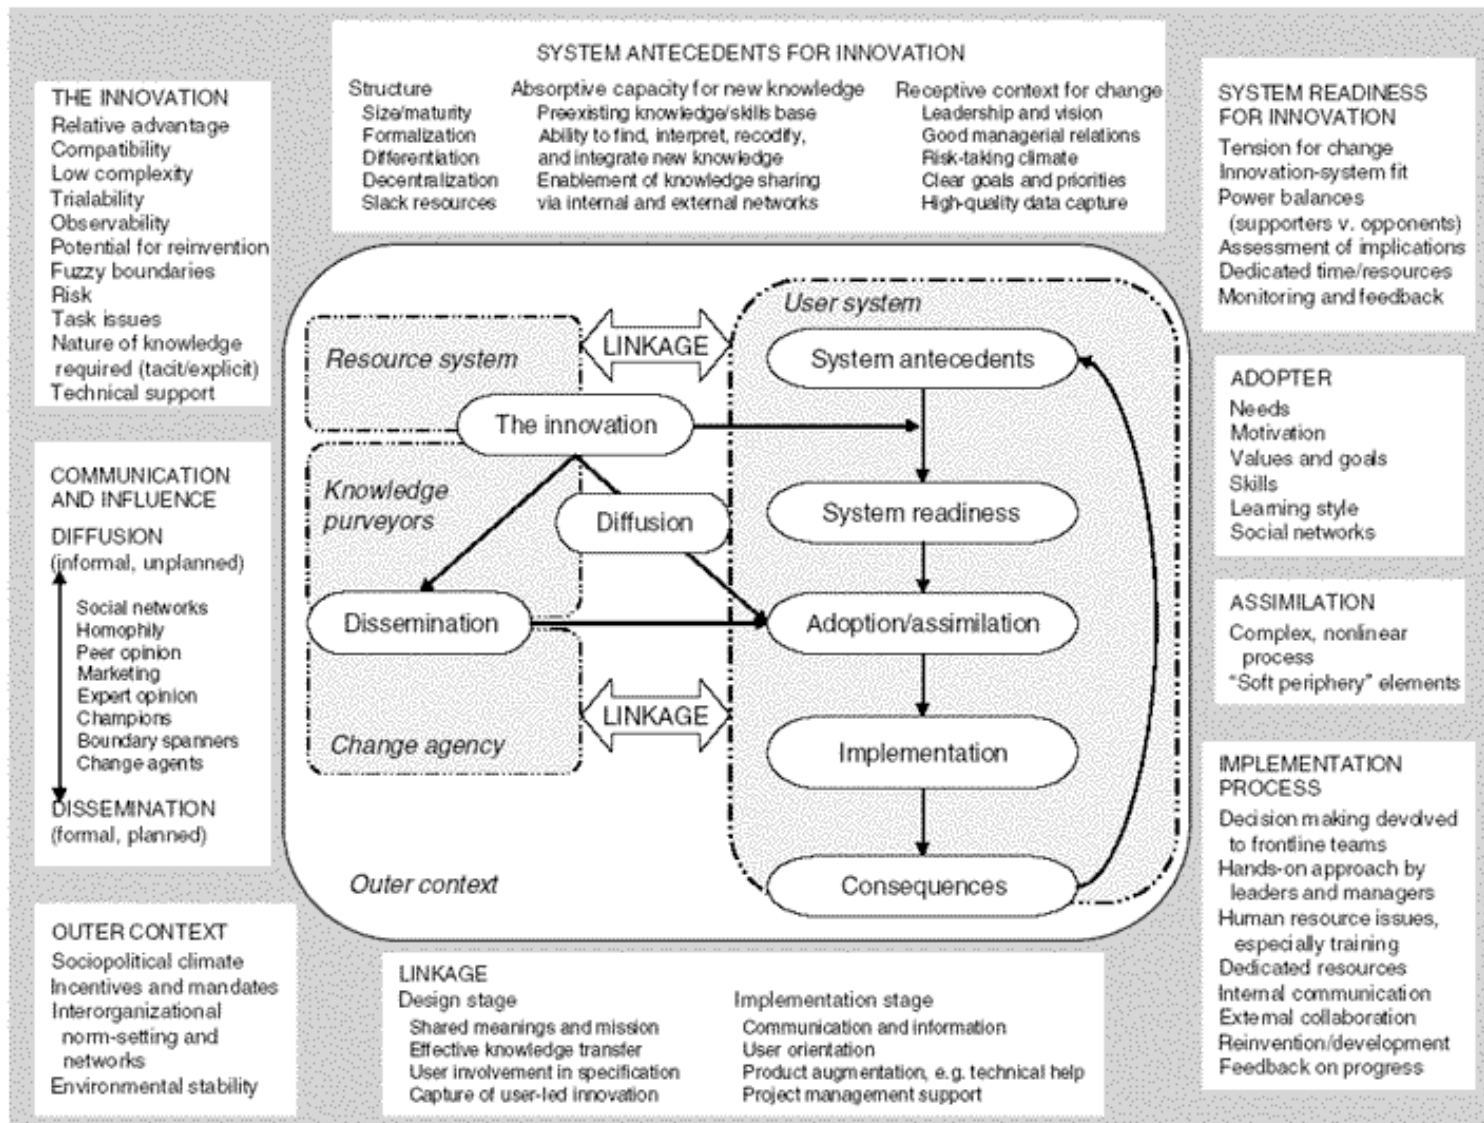 SYSTEM ANTECEDENTS FOR INNOVATION
Structure
Size/maturity
Formalization
Differentiation
Decentralization
Slack resources
Absorptive capacity for new knowledge
Preexisting knowledge/skills base
Ability to find, interpret, recodify,
and integrate new knowledge
Enablement of knowledge sharing
via internal and external networks
Receptive context for change
Leadership and vision
Good managerial relations
Risk-taking climate
Clear goals and priorities
High-quality data capture
THE INNOVATION
Relative advantage
Compatibility
Low complexity
Trialability
Observability
Potential for reinvention
Fuzzy boundaries
Risk
Task issues
Nature of knowledge
required (tacit/explicit)
Technical support
COMMUNICATION
AND INFLUENCE
DIFFUSION
(informal, unplanned)
Social networks
Homophily
Peer opinion
Marketing
Expert opinion
Champions
Boundary spanners
Change agents
DISSEMINATION
(formal, planned)
OUTER CONTEXT
Sociopolitical climate
Incentives and mandates
Interorganizational
norm-setting and
networks
Environmental stability
Resource system
LINKAGE
The innovation
Knowledge
purveyors
Diffusion
Dissemination
LINKAGE
Change agency
Outer context
User system
System antecedents
System readiness
Adoption/assimilation
Implementation
Consequences
SYSTEM READINESS
FOR INNOVATION
Tension for change
Innovation-system fit
Power balances
(supporters v. opponents)
Assessment of implications
Dedicated time/resources
Monitoring and feedback
ADOPTER
Needs
Motivation
Values and goals
Skills
Learning style
Social networks
ASSIMILATION
Complex, nonlinear
process
"Soft periphery" elements
IMPLEMENTATION
PROCESS
Decision making devolved
to frontline teams
Hands-on approach by
leaders and managers
Human resource issues,
especially training
Dedicated resources
Internal communication
External collaboration
Reinvention/development
Feedback on progress
LINKAGE
Design stage
Shared meanings and mission
Effective knowledge transfer
User involvement in specification
Capture of user-led innovation
Implementation stage
Communication and information
User orientation
Product augmentation, e.g. technical help
Project management support